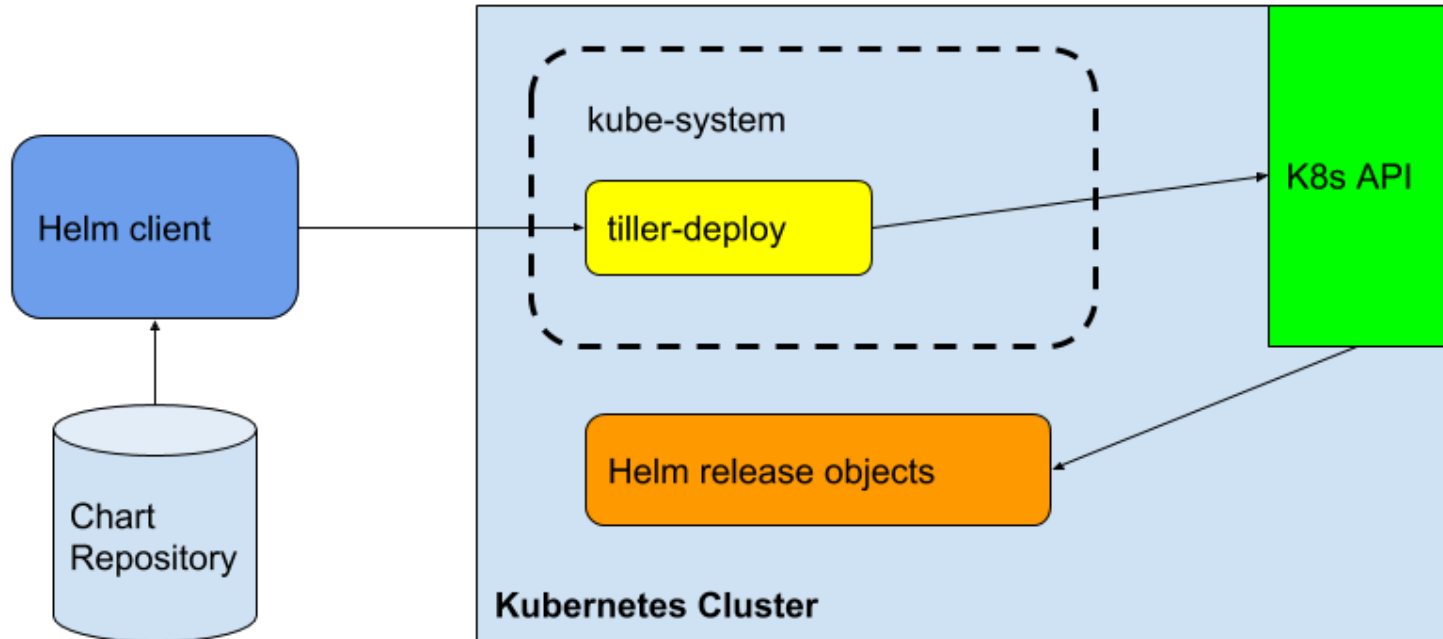 kube-system
K8s API
Helm client
tiller-deploy
Helm release objects
Chart
Repository
Kubernetes Cluster